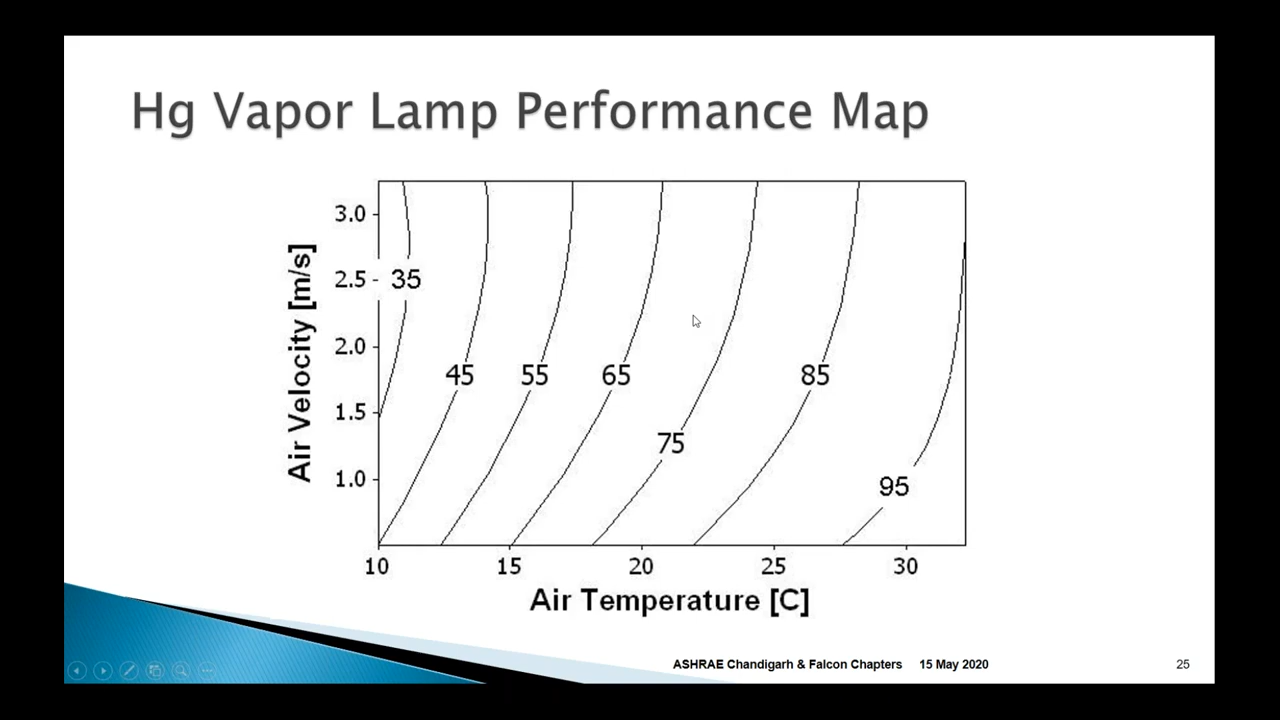 Hg Vapor Lamp Performance Map
Air Velocity [m/s]
3.0
2.5
2.0
1.5
1.0
35
45
55
65
75
85
95
10 15 20 25 30
Air Temperature [C]
ASHRAE Chandigarh & Falcon Chapters 15 May 2020 25